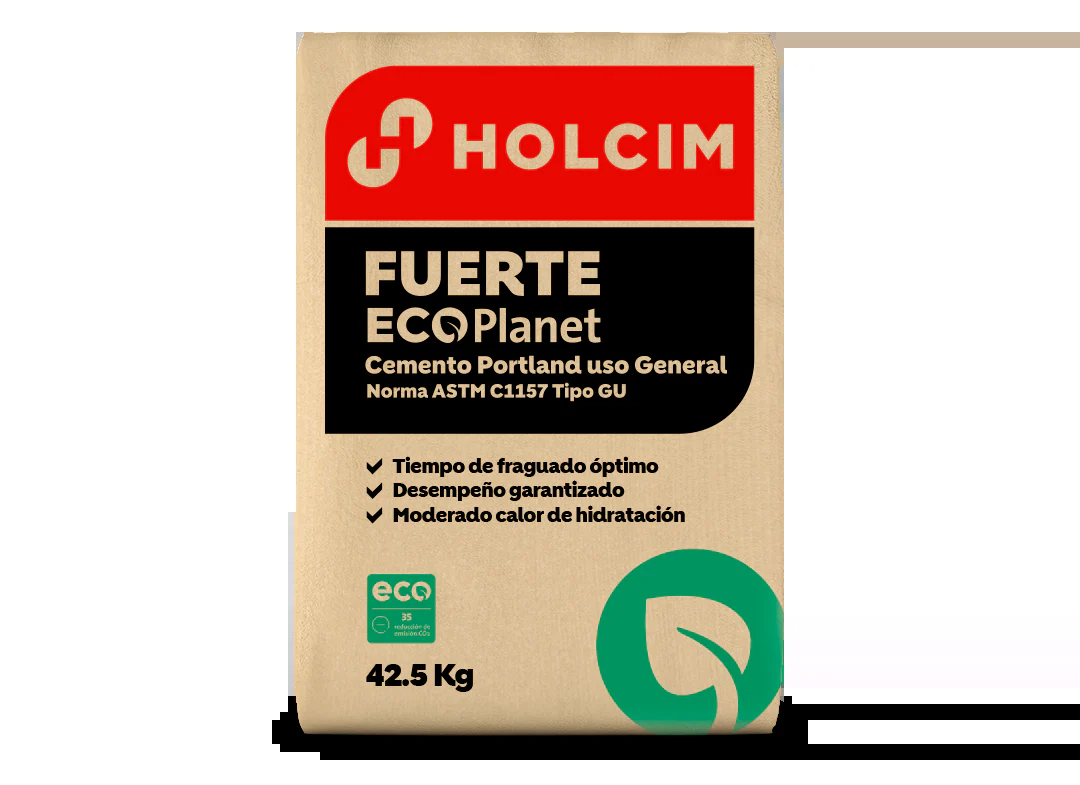 HOLCIM
FUERTE
ECOPlanet
Cemento Portland uso General
Norma ASTM C1157 Tipo GU
Tiempo de fraguado óptimo
Desempeño garantizado
Moderado calor de hidratación
eco
35
reducción de
emisión CO₂
42.5 Kg